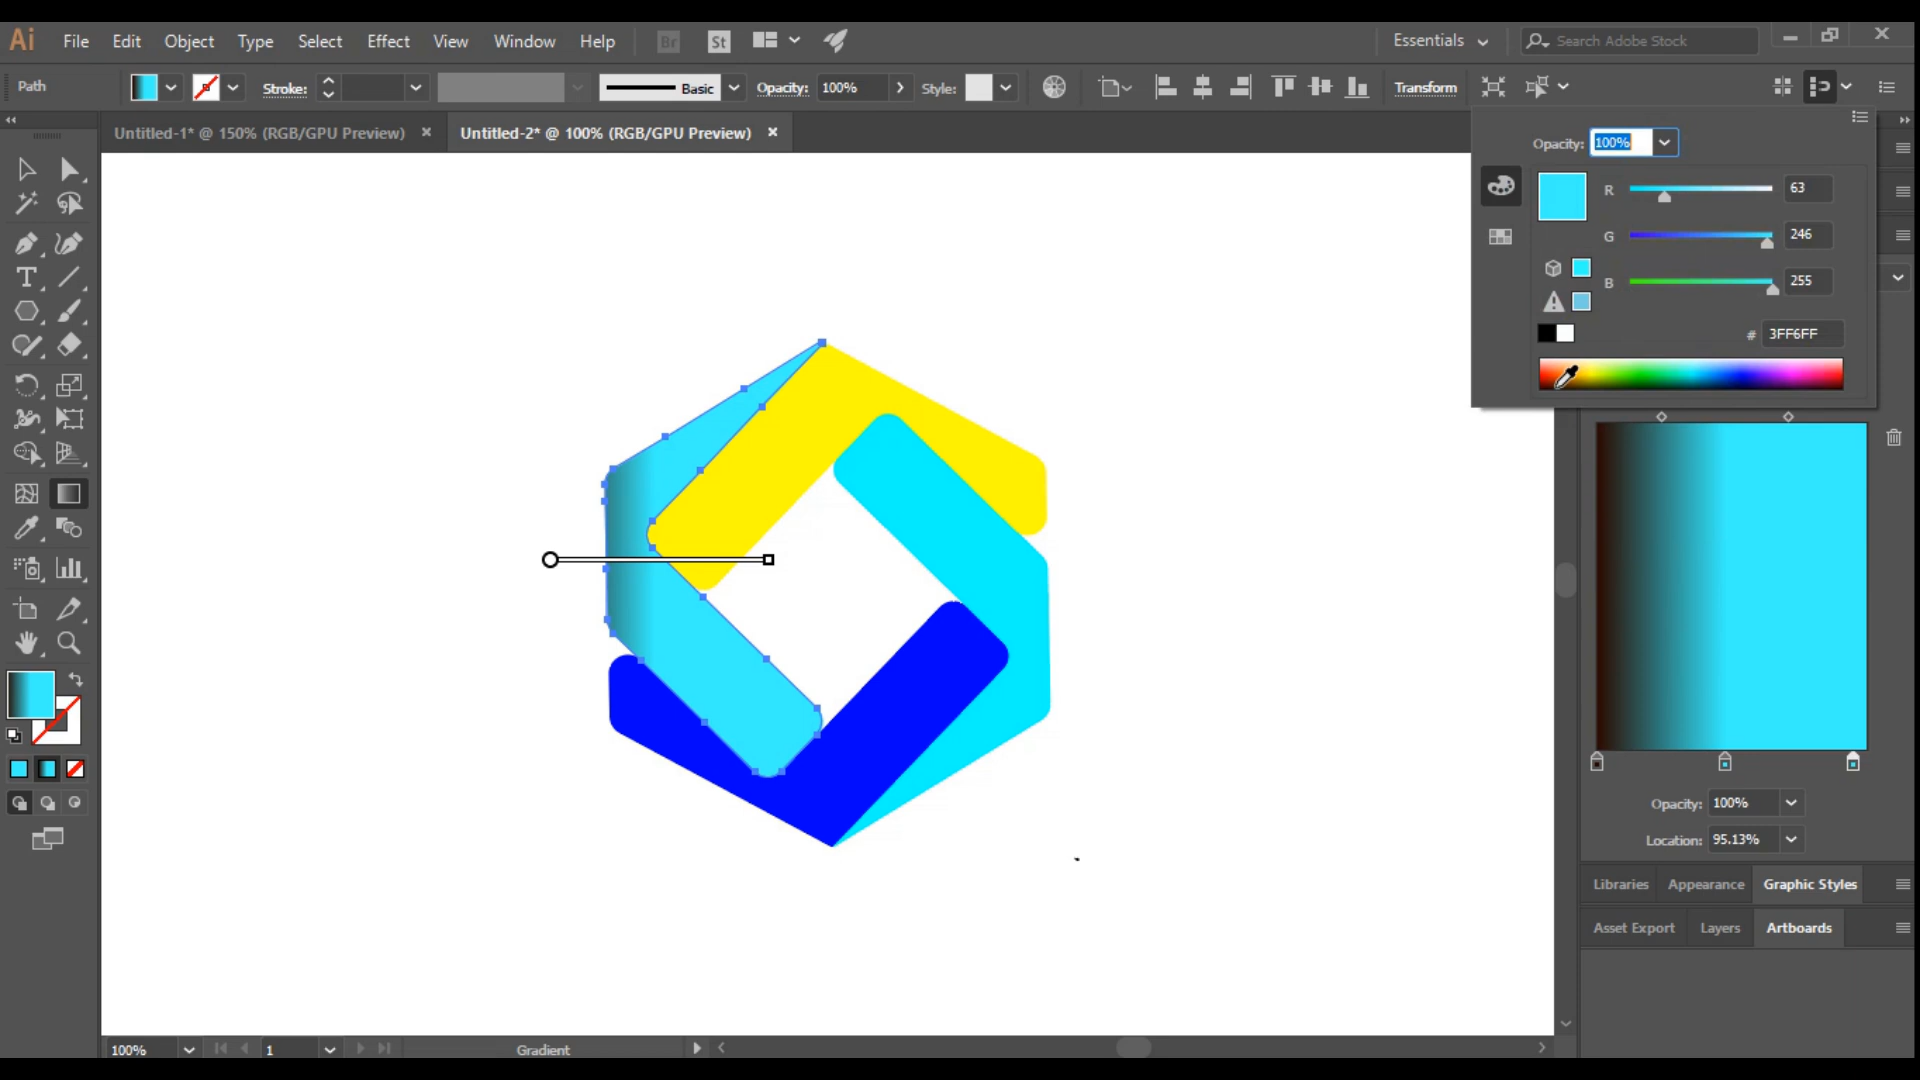 Ai File Edit Object Type Select Effect View Window Help Br St Essentials Search Adobe Stock
Path Stroke: Basic Opacity: 100% Style: Transform
Untitled-1* @ 150% (RGB/GPU Preview) Untitled-2* @ 100% (RGB/GPU Preview)
Opacity: 100%
R 63
G 246
B 255
# 3FF6FF
Opacity: 100%
Location: 95.13%
Libraries Appearance Graphic Styles
Asset Export Layers Artboards
100% 1 Gradient